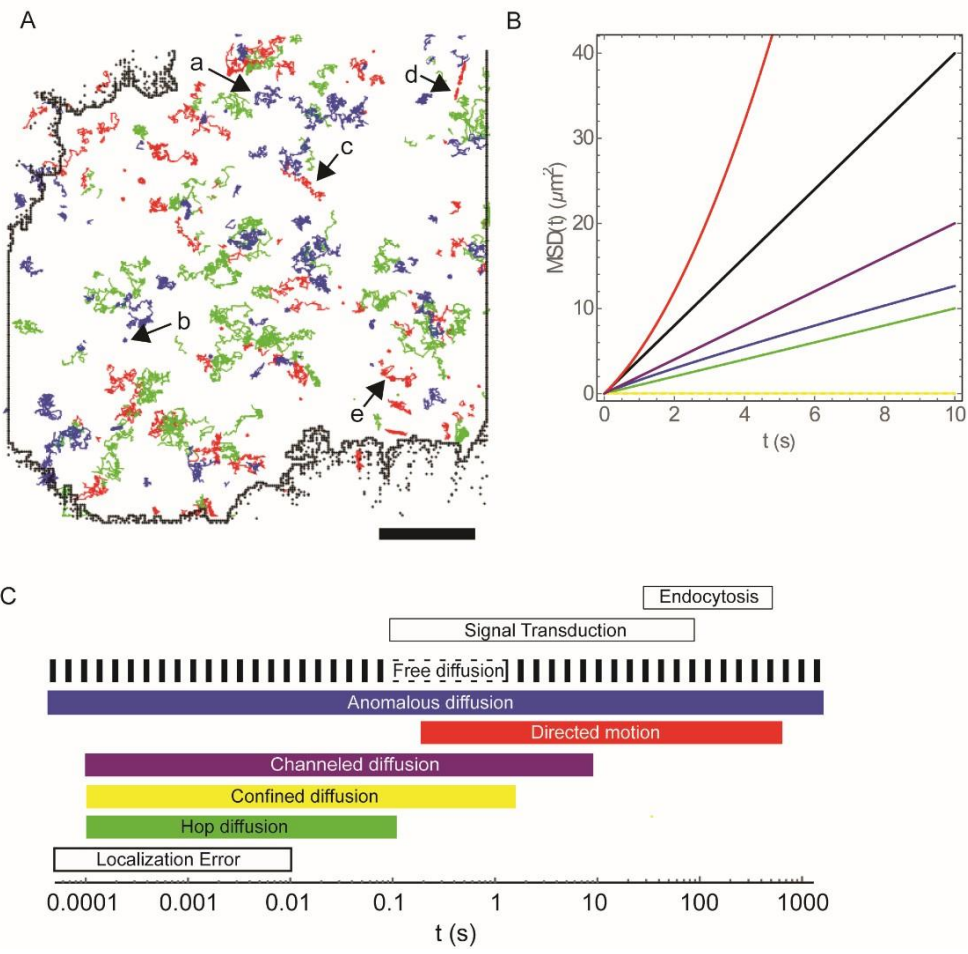 A
a
d
c
b
e
B
MSD(t) (μm²)
40
30
20
10
0
0 2 4 6 8 10
t (s)
C
Endocytosis
Signal Transduction
Free diffusion
Anomalous diffusion
Directed motion
Channeled diffusion
Confined diffusion
Hop diffusion
Localization Error
0.0001 0.001 0.01 0.1 1 10 100 1000
t (s)